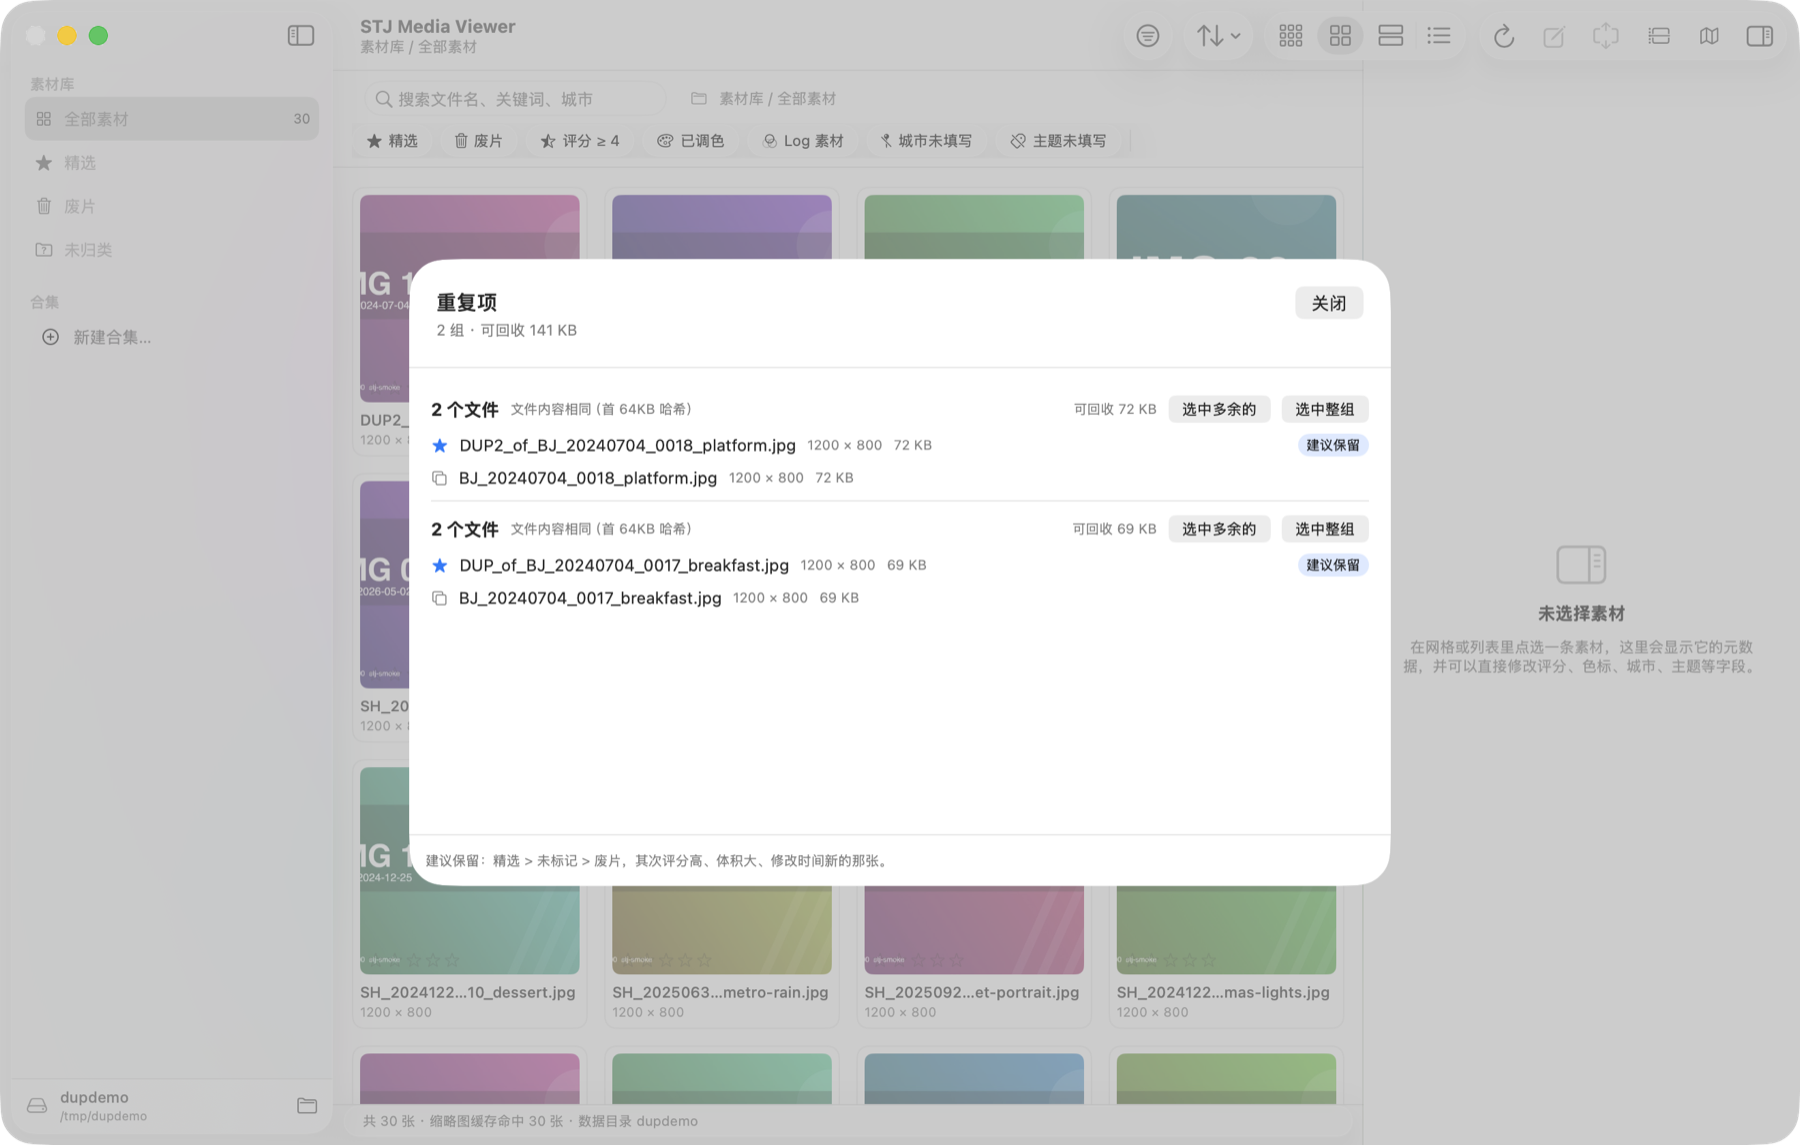 STJ Media Viewer
素材库 / 全部素材
素材库
全部素材 30
精选
废片
未归类
合集
新建合集...
搜索文件名、关键词、城市
素材库 / 全部素材
精选
废片
评分 ≥ 4
已调色
Log 素材
城市未填写
主题未填写
重复项
2 组 · 可回收 141 KB
关闭
2 个文件 文件内容相同 (首 64KB 哈希) 可回收 72 KB 选中多余的 选中整组
DUP2_of_BJ_20240704_0018_platform.jpg 1200 × 800 72 KB 建议保留
BJ_20240704_0018_platform.jpg 1200 × 800 72 KB
2 个文件 文件内容相同 (首 64KB 哈希) 可回收 69 KB 选中多余的 选中整组
DUP_of_BJ_20240704_0017_breakfast.jpg 1200 × 800 69 KB 建议保留
BJ_20240704_0017_breakfast.jpg 1200 × 800 69 KB
建议保留：精选 > 未标记 > 废片，其次评分高、体积大、修改时间新的那张。
DUP2_
SH_20
2024-12-25
SH_2024122...10_dessert.jpg
1200 × 800
SH_2025063...metro-rain.jpg
1200 × 800
SH_2025092...et-portrait.jpg
1200 × 800
SH_2024122...mas-lights.jpg
1200 × 800
未选择素材
在网格或列表里点选一条素材，这里会显示它的元数
据，并可以直接修改评分、色标、城市、主题等字段。
dupdemo
/tmp/dupdemo
共 30 张 · 缩略图缓存命中 30 张 · 数据目录 dupdemo